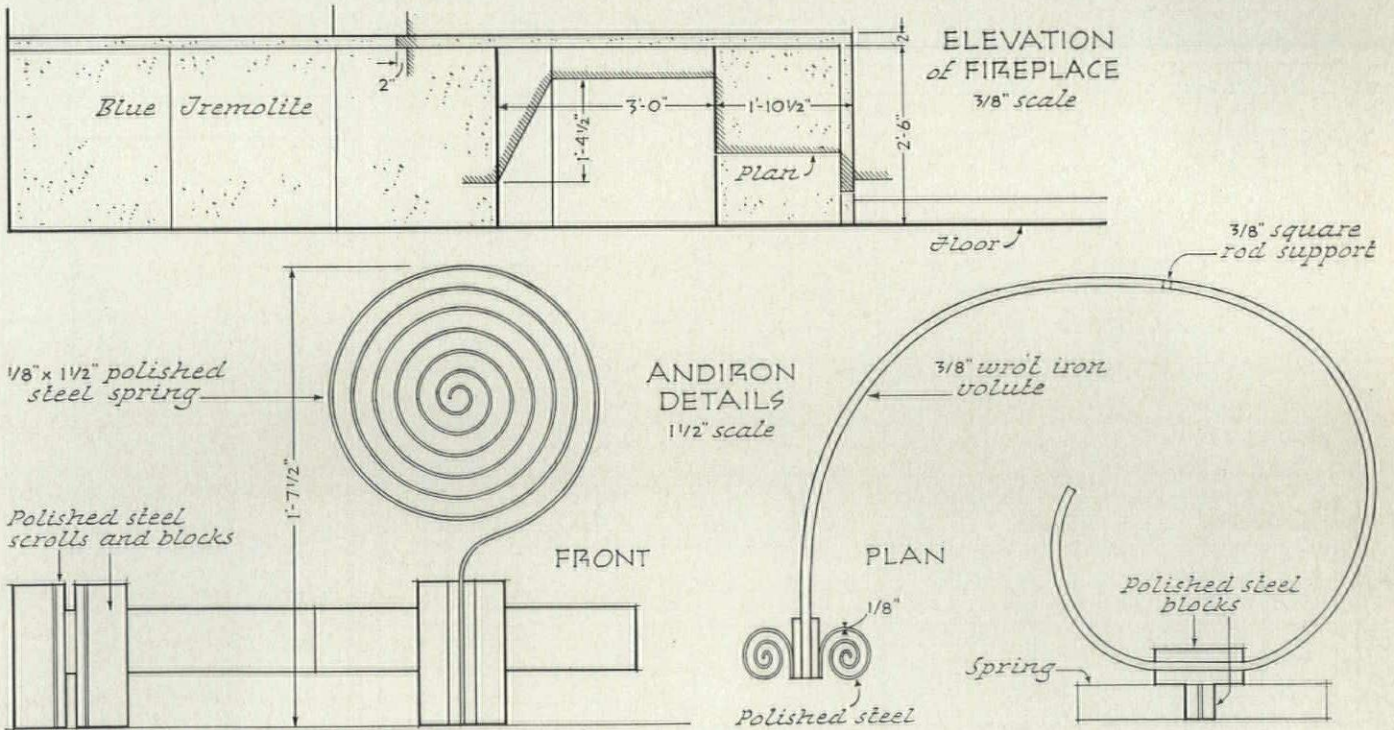 ELEVATION
of FIREPLACE
3/8" scale
2"
2"
Blue Tremolite
3'-0"
1'-10 1/2"
1'-4 1/2"
2'-6"
Plan
Floor
3/8" square
rod support
1/8" x 1 1/2" polished
steel spring
ANDIRON
DETAILS
1 1/2" scale
3/8" wro't iron
volute
1'-7 1/2"
Polished steel
scrolls and blocks
FRONT
PLAN
1/8"
Polished steel
blocks
Spring
Polished steel